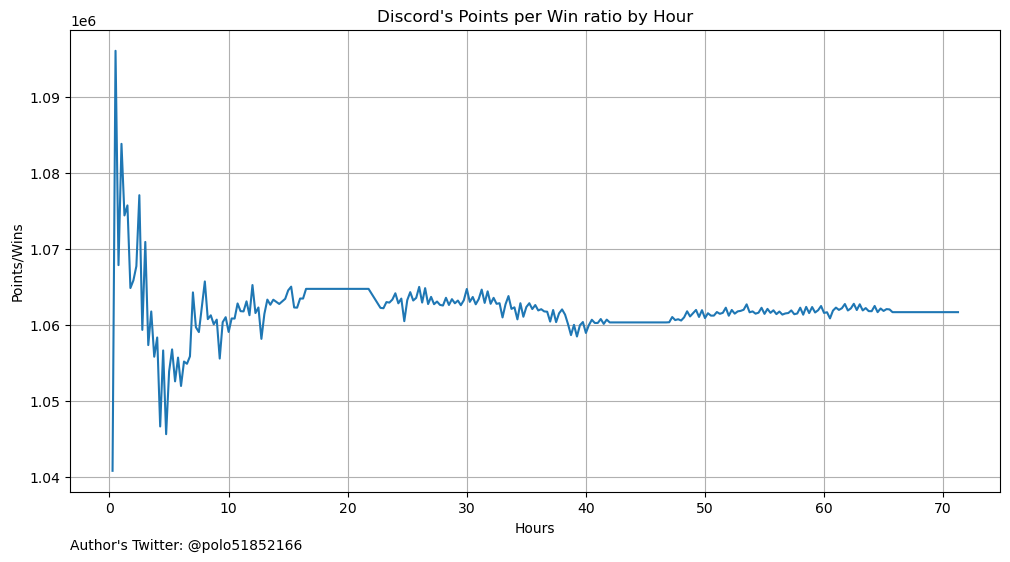 Discord's Points per Win ratio by Hour
1e6
1.09
1.08
1.07
1.06
1.05
1.04
Points/Wins
0 10 20 30 40 50 60 70
Hours
Author's Twitter: @polo51852166